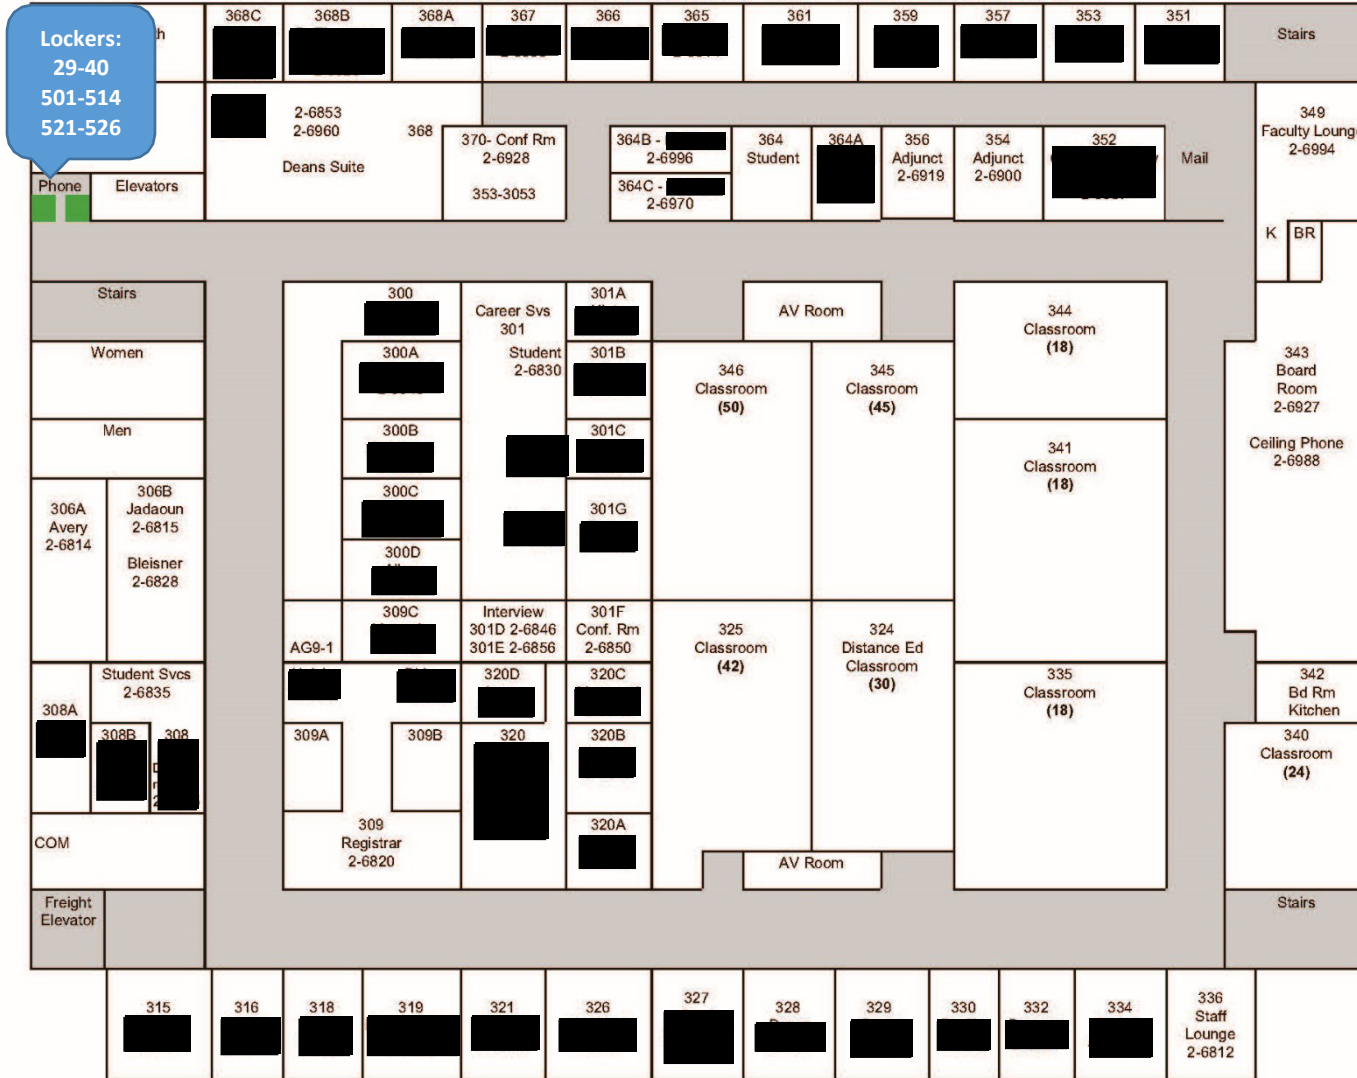 Lockers:
29-40
501-514
521-526
368C
368B
368A
367
366
365
361
359
357
353
351
Stairs
2-6853
2-6960
368
Deans Suite
370- Conf Rm
2-6928
353-3053
364B -
2-6996
364C -
2-6970
364
Student
364A
356
Adjunct
2-6919
354
Adjunct
2-6900
352
Mail
349
Faculty Lounge
2-6994
Phone
Elevators
K
BR
Stairs
300
Career Svs
301
Student
2-6830
301A
AV Room
344
Classroom
(18)
Women
300A
301B
346
Classroom
(50)
345
Classroom
(45)
343
Board
Room
2-6927
Ceiling Phone
2-6988
Men
300B
301C
341
Classroom
(18)
306A
Avery
2-6814
306B
Jadaoun
2-6815
Bleisner
2-6828
300C
301G
300D
AG9-1
309C
Interview
301D 2-6846
301E 2-6856
301F
Conf. Rm
2-6850
325
Classroom
(42)
324
Distance Ed
Classroom
(30)
Student Svcs
2-6835
308A
308B
308
320D
320C
335
Classroom
(18)
342
Bd Rm
Kitchen
309A
309B
320
320B
340
Classroom
(24)
COM
309
Registrar
2-6820
320A
AV Room
Freight
Elevator
Stairs
315
316
318
319
321
326
327
328
329
330
332
334
336
Staff
Lounge
2-6812